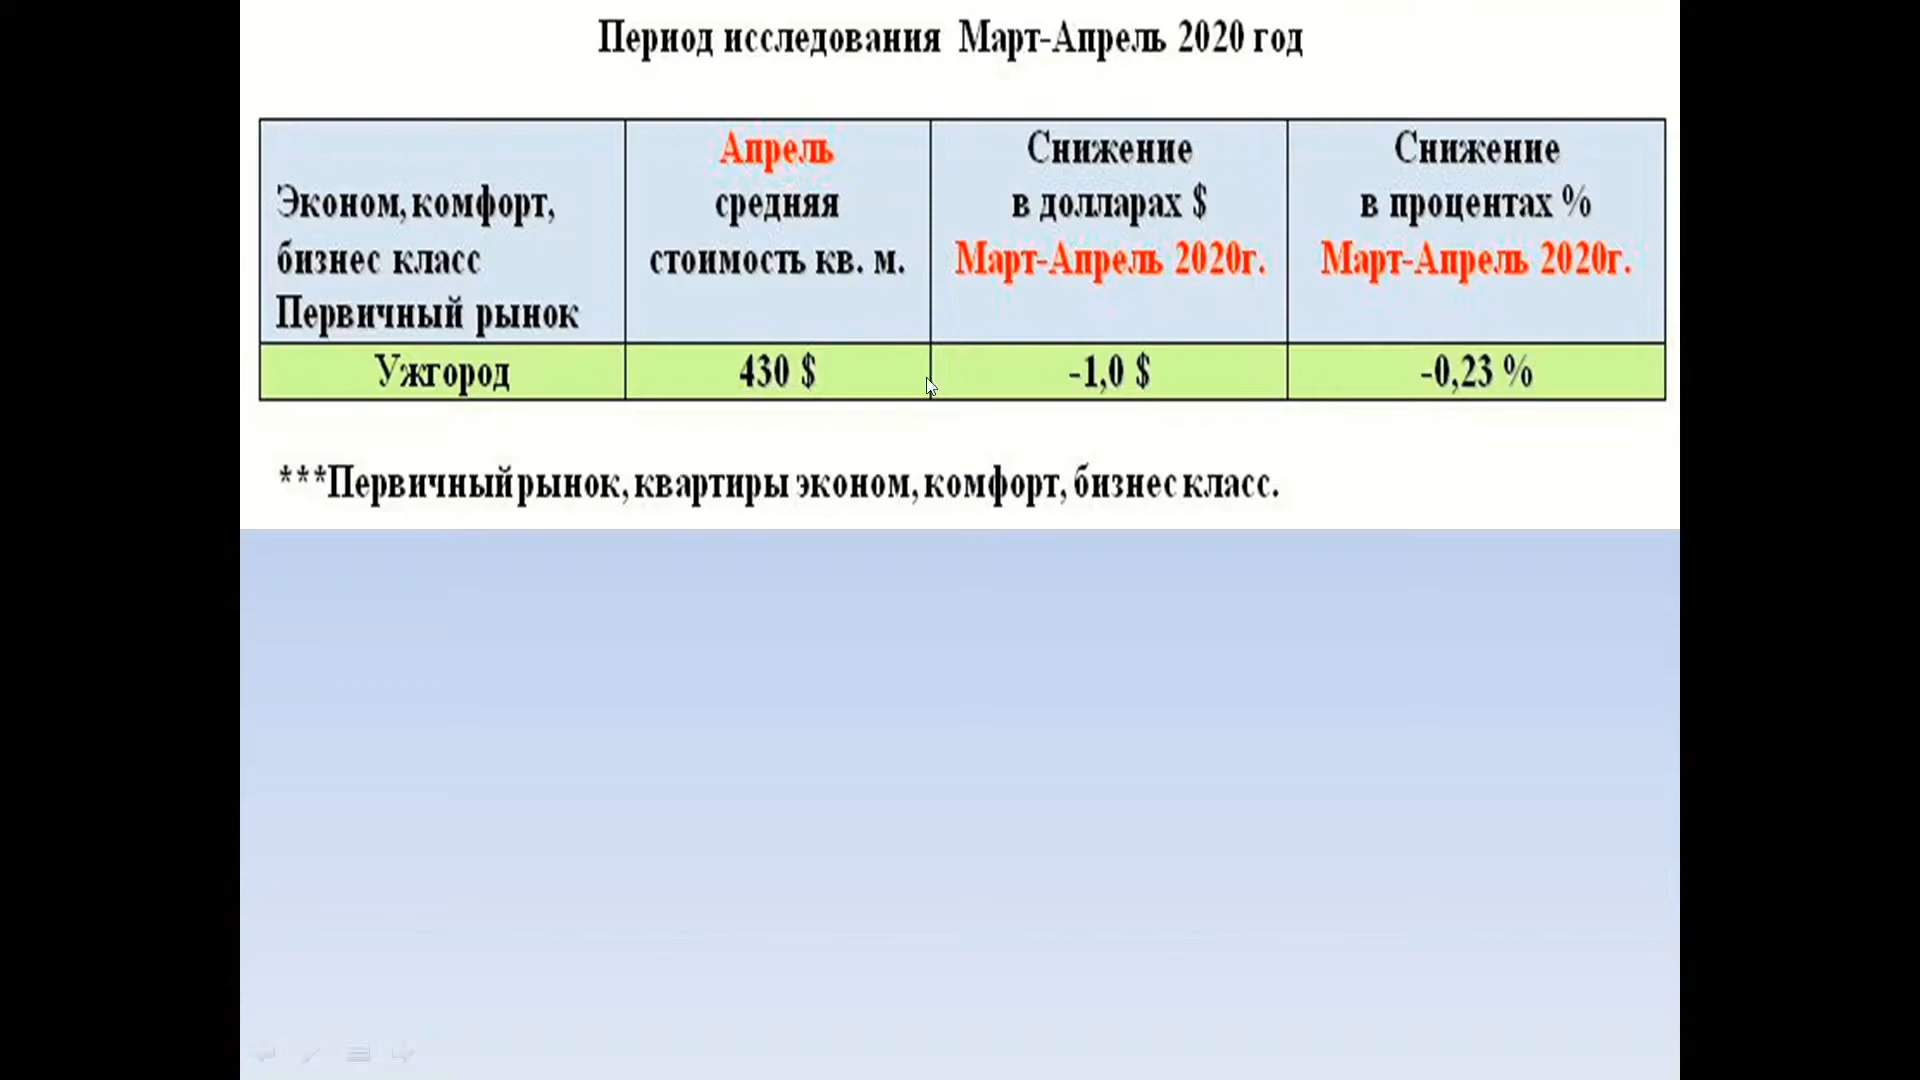 Период исследования Март-Апрель 2020 год
Эконом, комфорт,
бизнес класс
Первичный рынок
Апрель
средняя
стоимость кв. м.
Снижение
в долларах $
Март-Апрель 2020г.
Снижение
в процентах %
Март-Апрель 2020г.
Ужгород
430 $
-1,0 $
-0,23 %
***Первичный рынок, квартиры эконом, комфорт, бизнес класс.